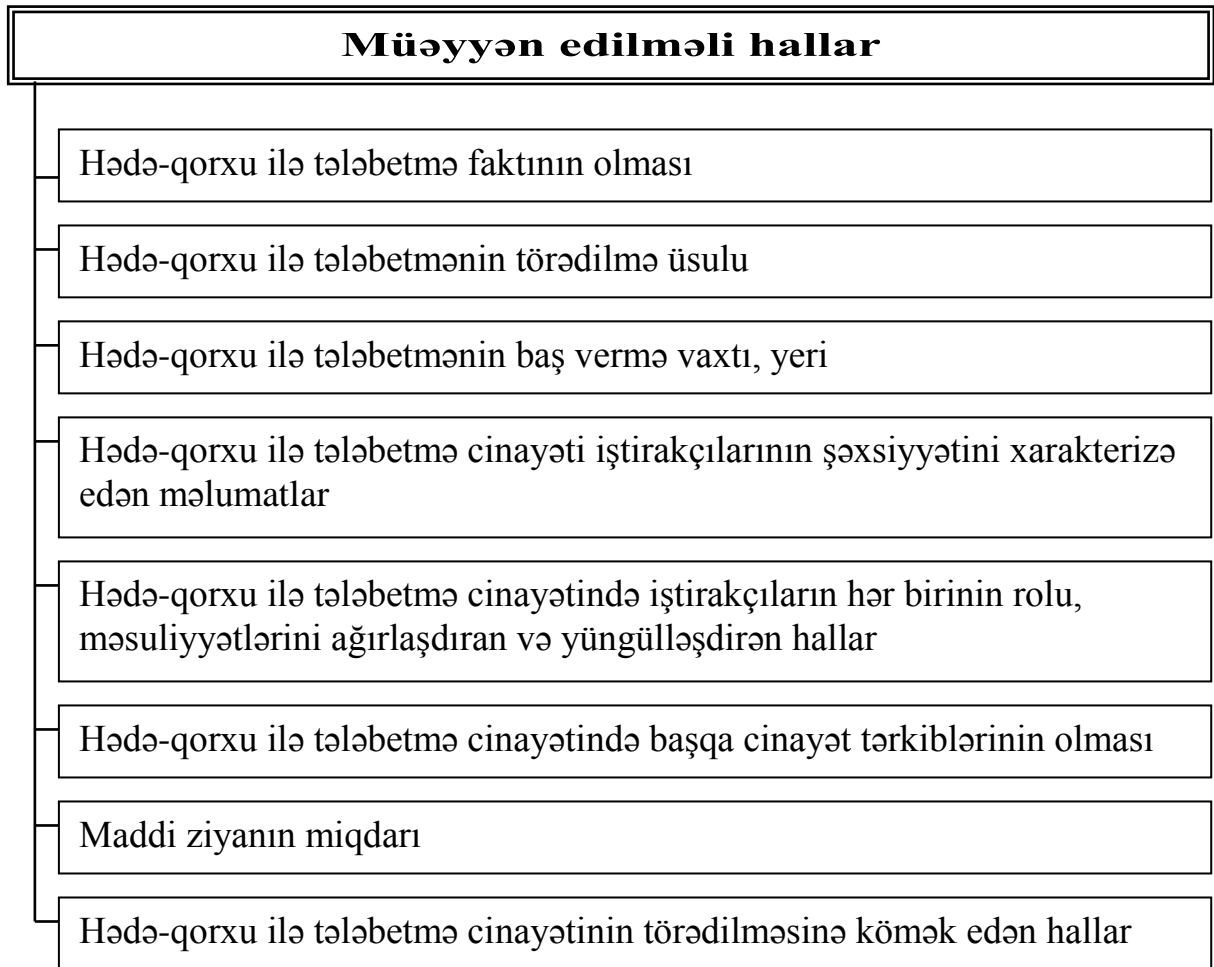 Müəyyən edilməli hallar
Hədə-qorxu ilə tələbetmə faktının olması
Hədə-qorxu ilə tələbetmənin törədilmə üsulu
Hədə-qorxu ilə tələbetmənin baş vermə vaxtı, yeri
Hədə-qorxu ilə tələbetmə cinayəti iştirakçılarının şəxsiyyətini xarakterizə
edən məlumatlar
Hədə-qorxu ilə tələbetmə cinayətində iştirakçıların hər birinin rolu,
məsuliyyətlərini ağırlaşdıran və yüngülləşdirən hallar
Hədə-qorxu ilə tələbetmə cinayətində başqa cinayət tərkiblərinin olması
Maddi ziyanın miqdarı
Hədə-qorxu ilə tələbetmə cinayətinin törədilməsinə kömək edən hallar